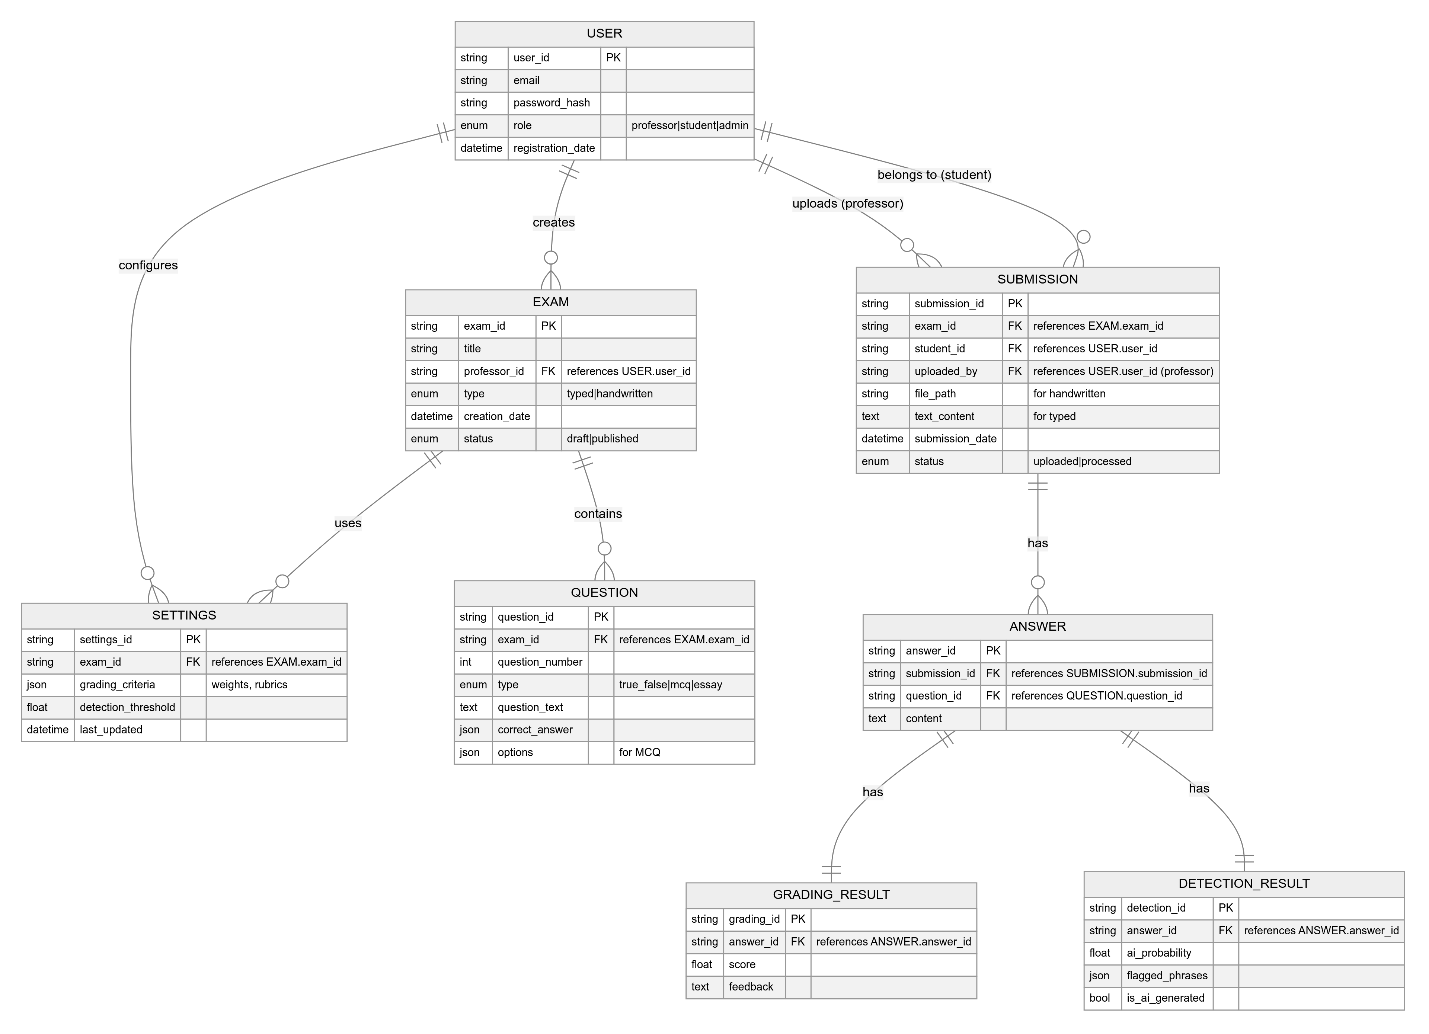 USER
string user_id PK
string email
string password_hash
enum role professor|student|admin
datetime registration_date
belongs to (student)
uploads (professor)
creates
configures
SUBMISSION
string submission_id PK
string exam_id FK references EXAM.exam_id
string student_id FK references USER.user_id
string uploaded_by FK references USER.user_id (professor)
string file_path for handwritten
text text_content for typed
datetime submission_date
enum status uploaded|processed
EXAM
string exam_id PK
string title
string professor_id FK references USER.user_id
enum type typed|handwritten
datetime creation_date
enum status draft|published
uses
contains
has
SETTINGS
string settings_id PK
string exam_id FK references EXAM.exam_id
json grading_criteria weights, rubrics
float detection_threshold
datetime last_updated
QUESTION
string question_id PK
string exam_id FK references EXAM.exam_id
int question_number
enum type true_false|mcq|essay
text question_text
json correct_answer
json options for MCQ
ANSWER
string answer_id PK
string submission_id FK references SUBMISSION.submission_id
string question_id FK references QUESTION.question_id
text content
has
has
GRADING_RESULT
string grading_id PK
string answer_id FK references ANSWER.answer_id
float score
text feedback
DETECTION_RESULT
string detection_id PK
string answer_id FK references ANSWER.answer_id
float ai_probability
json flagged_phrases
bool is_ai_generated